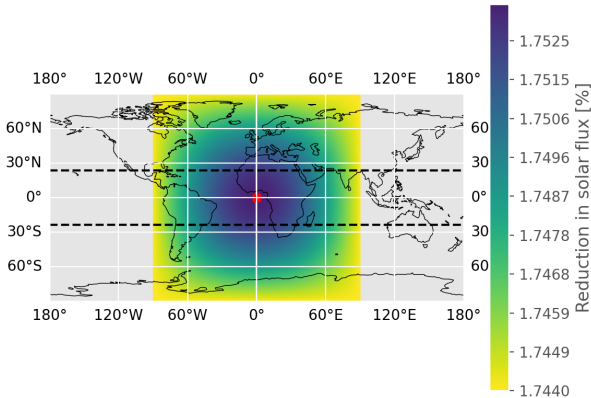 180° 120°W 60°W 0° 60°E 120°E 180°
60°N 60
30°N 30
0° 0°
30°S 30
60°S 60
180° 120°W 60°W 0° 60°E 120°E 180°
1.7525
1.7515
1.7506
1.7496
1.7487
1.7478
1.7468
1.7459
1.7449
1.7440
Reduction in solar flux [%]